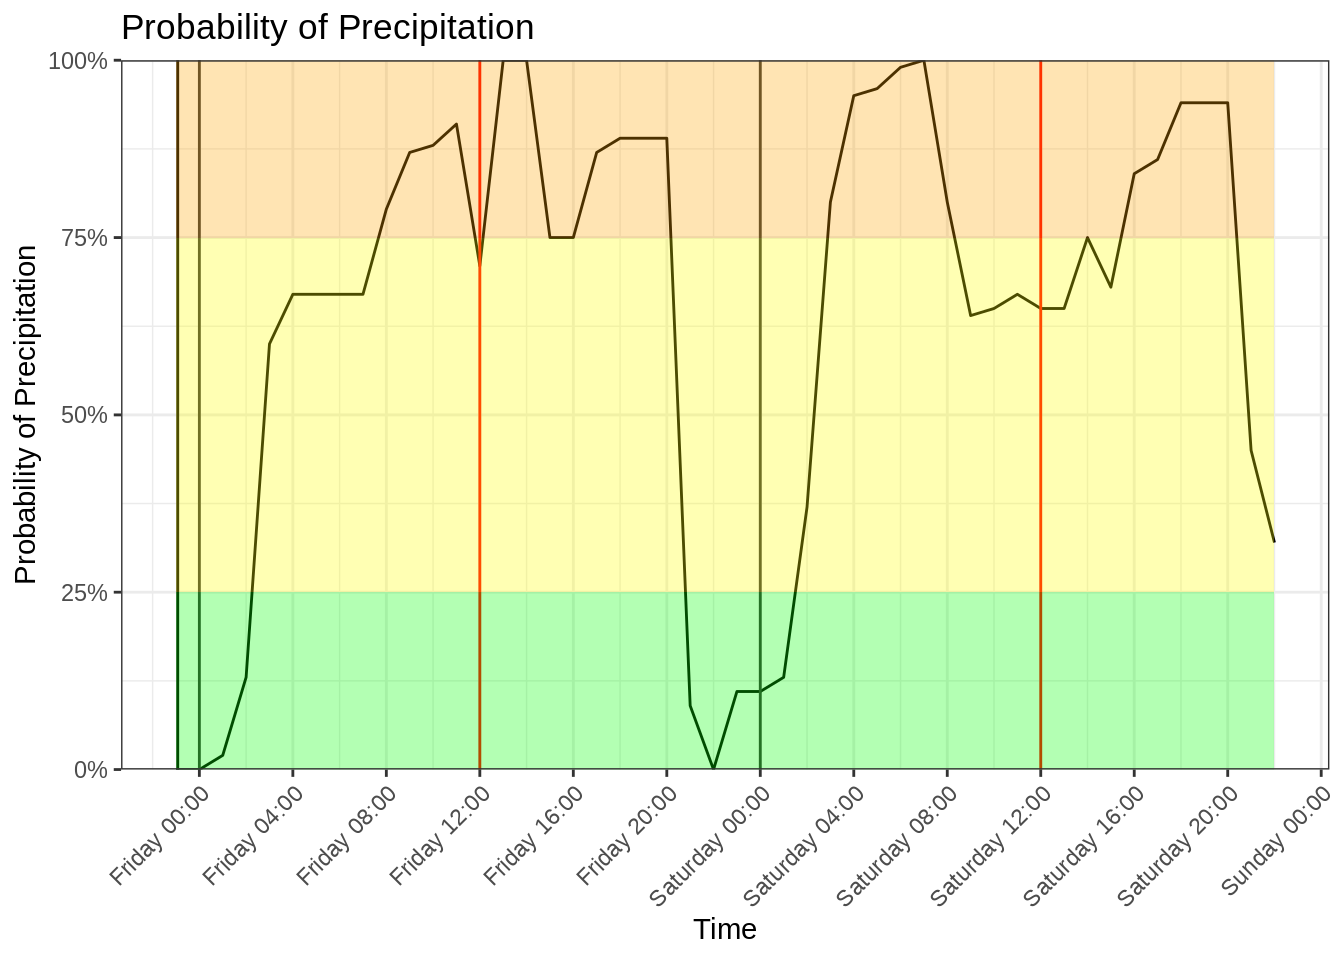 Probability of Precipitation
Probability of Precipitation
100%
75%
50%
25%
0%
Friday 00:00
Friday 04:00
Friday 08:00
Friday 12:00
Friday 16:00
Friday 20:00
Saturday 00:00
Saturday 04:00
Saturday 08:00
Saturday 12:00
Saturday 16:00
Saturday 20:00
Sunday 00:00
Time